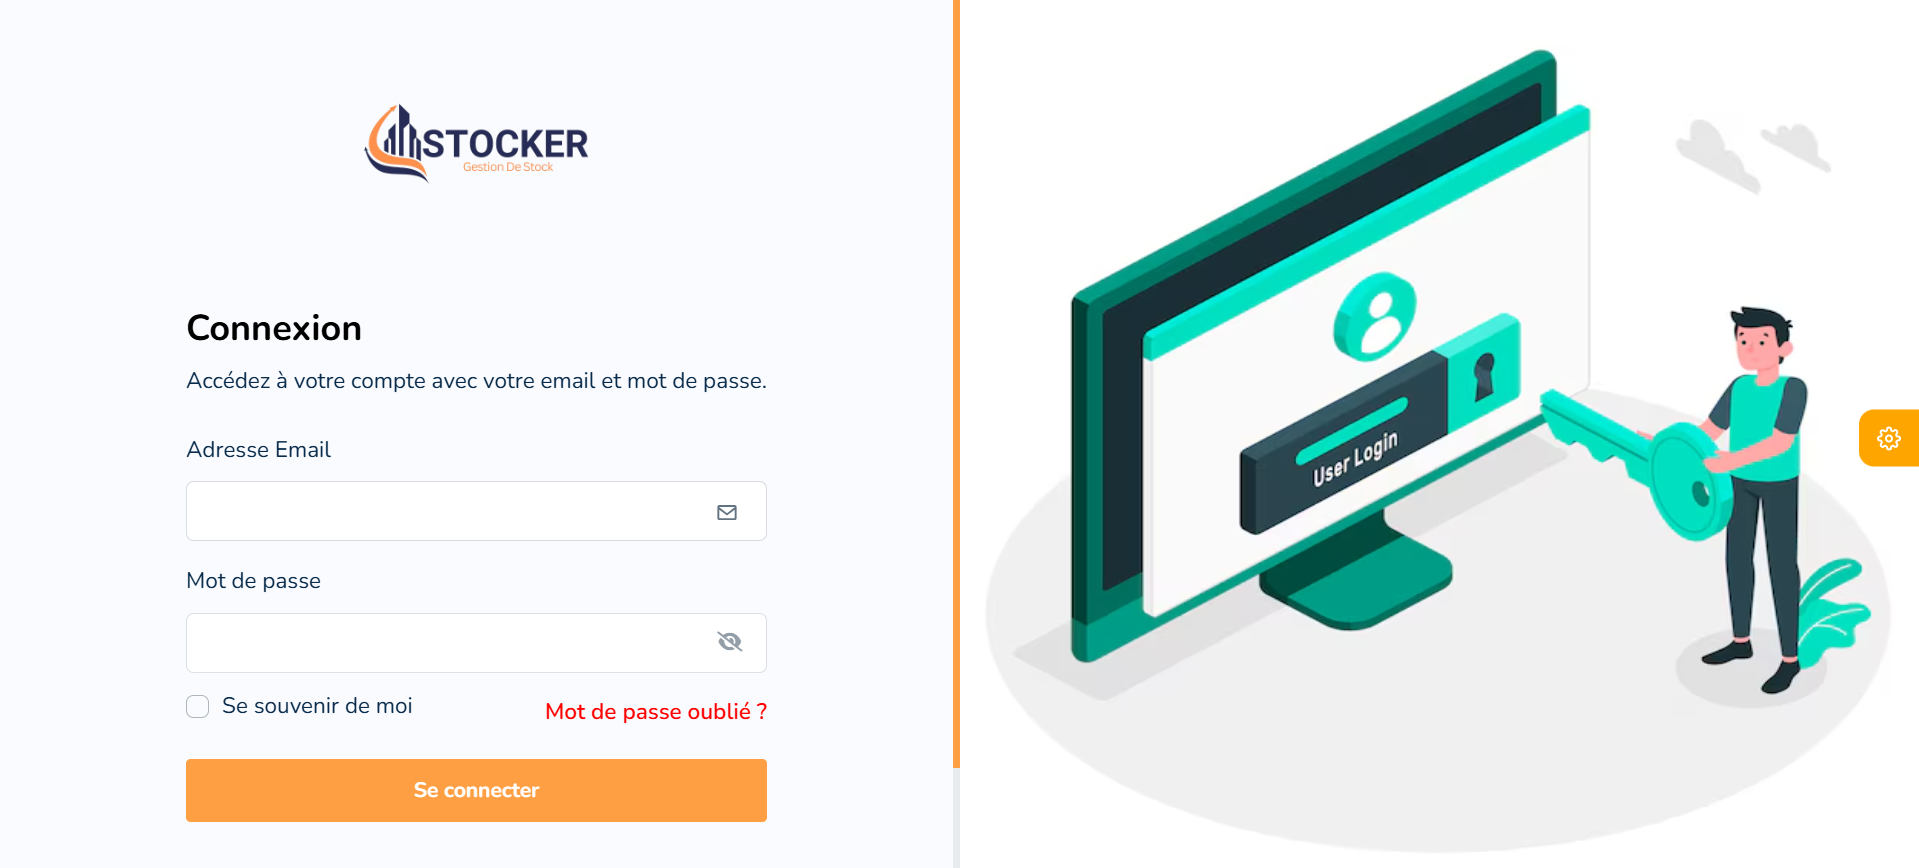 STOCKER
Gestion De Stock
Connexion
Accédez à votre compte avec votre email et mot de passe.
Adresse Email
Mot de passe
Se souvenir de moi
Mot de passe oublié ?
Se connecter
User Login